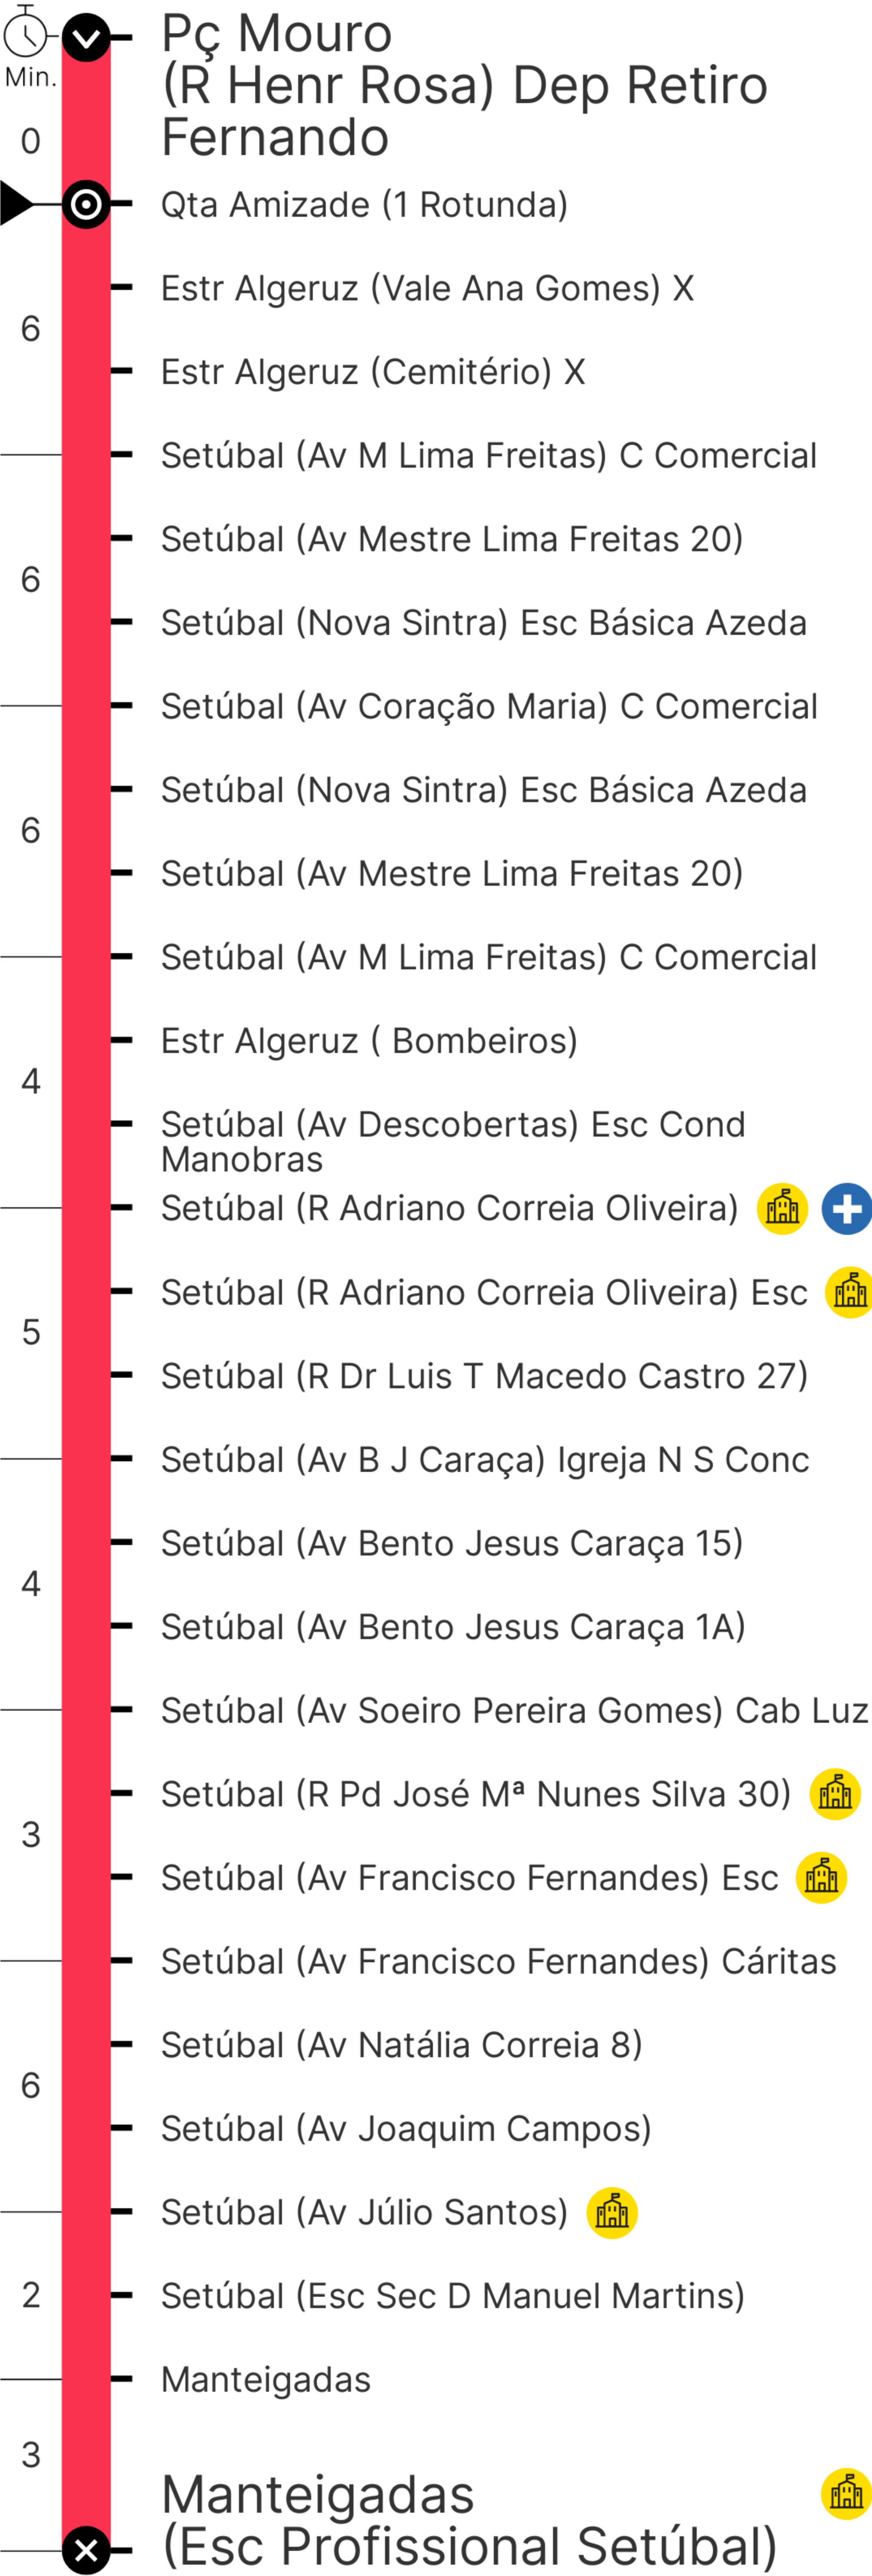 Min.
Pç Mouro
(R Henr Rosa) Dep Retiro
Fernando
0
Qta Amizade (1 Rotunda)
Estr Algeruz (Vale Ana Gomes) X
6
Estr Algeruz (Cemitério) X
Setúbal (Av M Lima Freitas) C Comercial
Setúbal (Av Mestre Lima Freitas 20)
6
Setúbal (Nova Sintra) Esc Básica Azeda
Setúbal (Av Coração Maria) C Comercial
Setúbal (Nova Sintra) Esc Básica Azeda
6
Setúbal (Av Mestre Lima Freitas 20)
Setúbal (Av M Lima Freitas) C Comercial
Estr Algeruz ( Bombeiros)
4
Setúbal (Av Descobertas) Esc Cond
Manobras
Setúbal (R Adriano Correia Oliveira)
Setúbal (R Adriano Correia Oliveira) Esc
5
Setúbal (R Dr Luis T Macedo Castro 27)
Setúbal (Av B J Caraça) Igreja N S Conc
Setúbal (Av Bento Jesus Caraça 15)
4
Setúbal (Av Bento Jesus Caraça 1A)
Setúbal (Av Soeiro Pereira Gomes) Cab Luz
Setúbal (R Pd José Mª Nunes Silva 30)
3
Setúbal (Av Francisco Fernandes) Esc
Setúbal (Av Francisco Fernandes) Cáritas
Setúbal (Av Natália Correia 8)
6
Setúbal (Av Joaquim Campos)
Setúbal (Av Júlio Santos)
2
Setúbal (Esc Sec D Manuel Martins)
Manteigadas
3
Manteigadas
(Esc Profissional Setúbal)